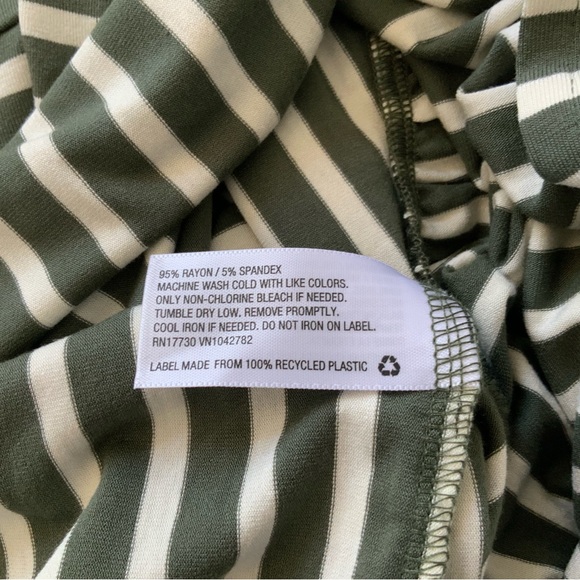 95% RAYON / 5% SPANDEX
MACHINE WASH COLD WITH LIKE COLORS.
ONLY NON-CHLORINE BLEACH IF NEEDED.
TUMBLE DRY LOW. REMOVE PROMPTLY.
COOL IRON IF NEEDED. DO NOT IRON ON LABEL.
RN17730 VN1042782
LABEL MADE FROM 100% RECYCLED PLASTIC